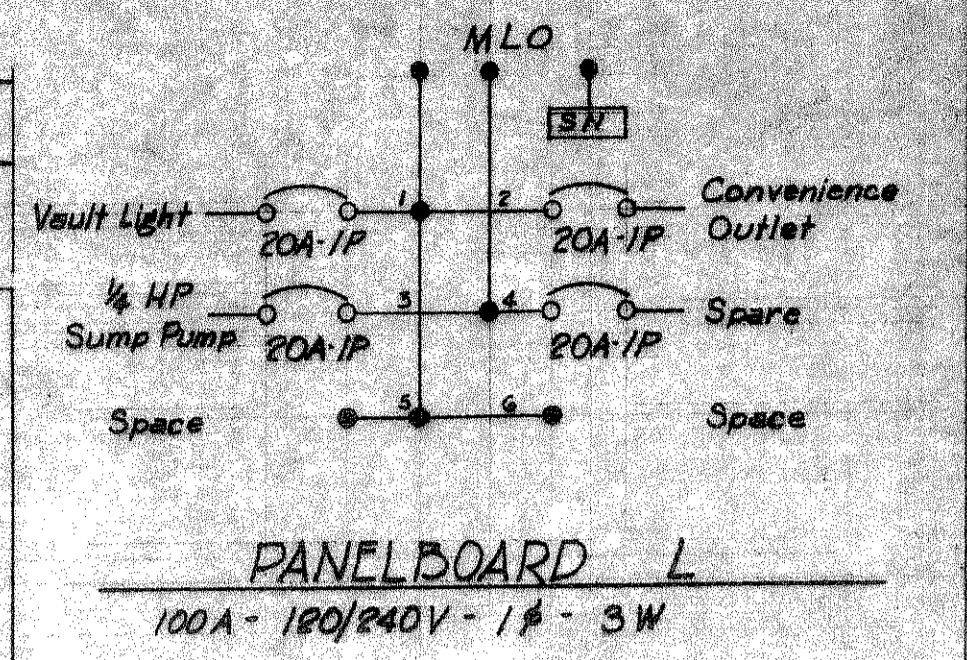 MLO
SN
Vault Light
20A-1P
1
2
20A-1P
Convenience
Outlet
1/4 HP
Sump Pump
20A-1P
3
4
20A-1P
Spare
Space
5
6
Space
PANELBOARD L
100A - 120/240V - 1φ - 3W